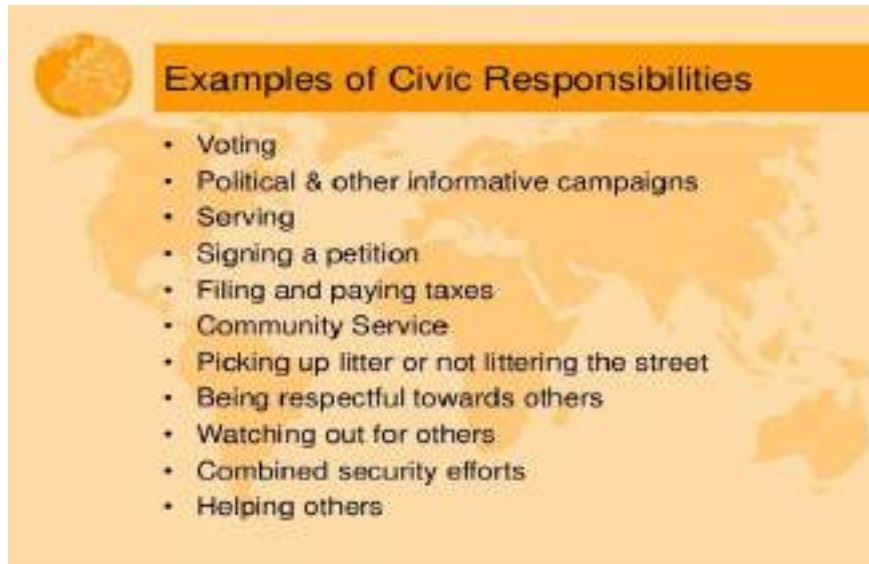 Examples of Civic Responsibilities
• Voting
• Political & other informative campaigns
• Serving
• Signing a petition
• Filing and paying taxes
• Community Service
• Picking up litter or not littering the street
• Being respectful towards others
• Watching out for others
• Combined security efforts
• Helping others